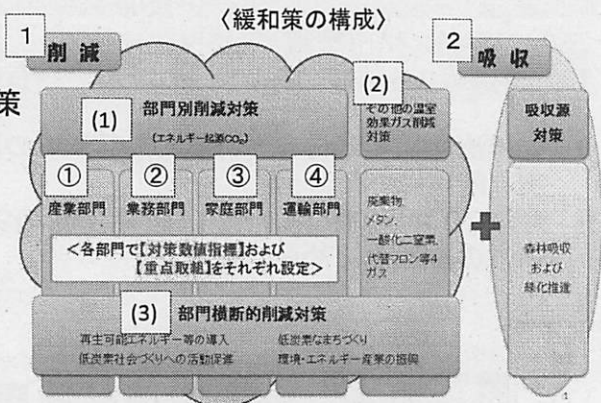 〈緩和策の構成〉
1 削減
2 吸収
策
(1) 部門別削減対策
(エネルギー起源CO₂)
(2)
その他の温室
効果ガス削減
対策
吸収源
対策
① ② ③ ④
産業部門 業務部門 家庭部門 運輸部門
廃棄物、
メタン、
一酸化二窒素、
代替フロン等4
ガス
<各部門で【対策数値指標】および
【重点取組】をそれぞれ設定>
+
森林吸収
および
緑化推進
(3) 部門横断的削減対策
再生可能エネルギー等の導入 低炭素なまちづくり
低炭素社会づくりへの活動促進 環境・エネルギー産業の振興
4